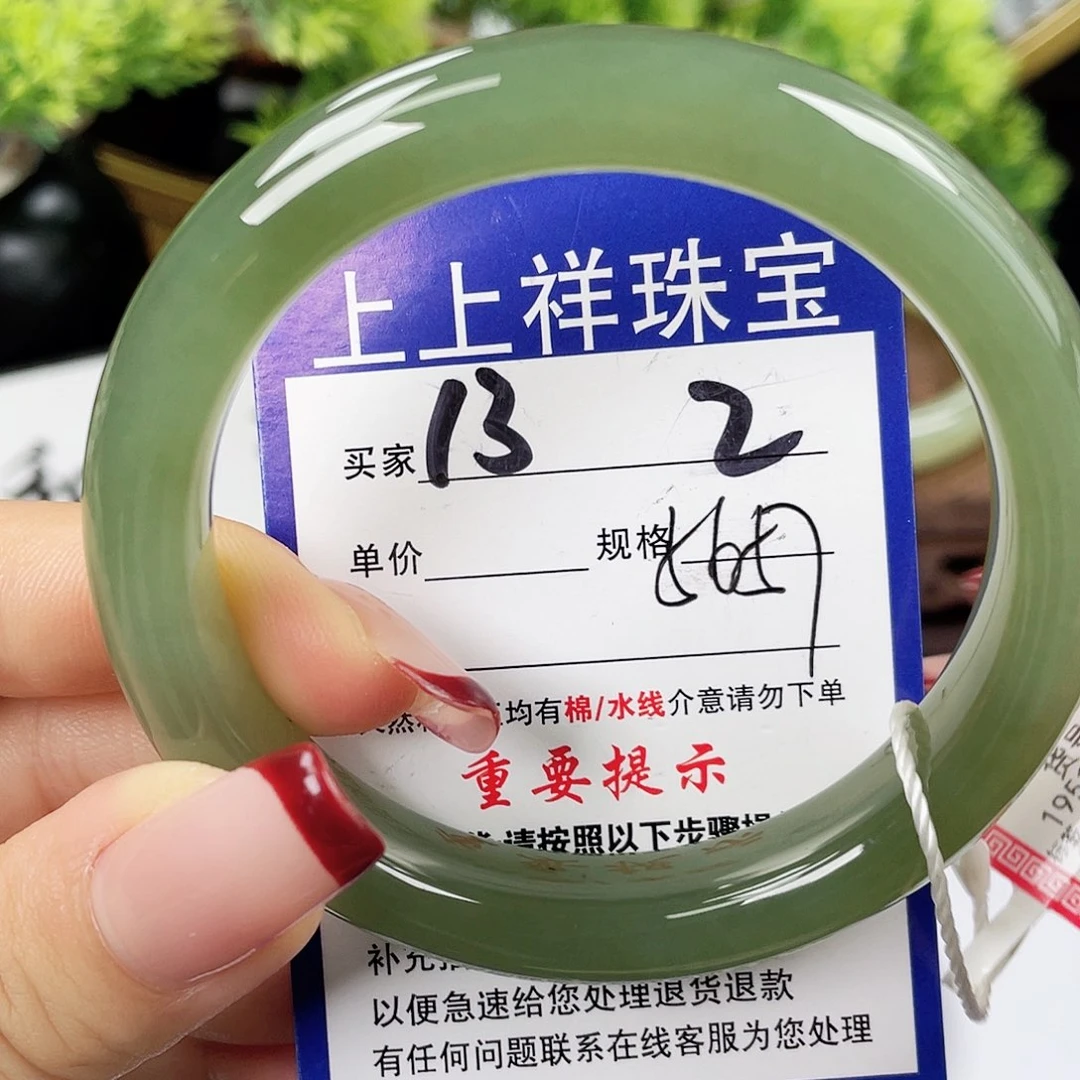 上上祥珠宝
买家 13 2
单价 规格
均有棉/水线介意请勿下单
重要提示
请按照以下步骤
补充
以便急速给您处理退货退款
有任何问题联系在线客服为您处理
195